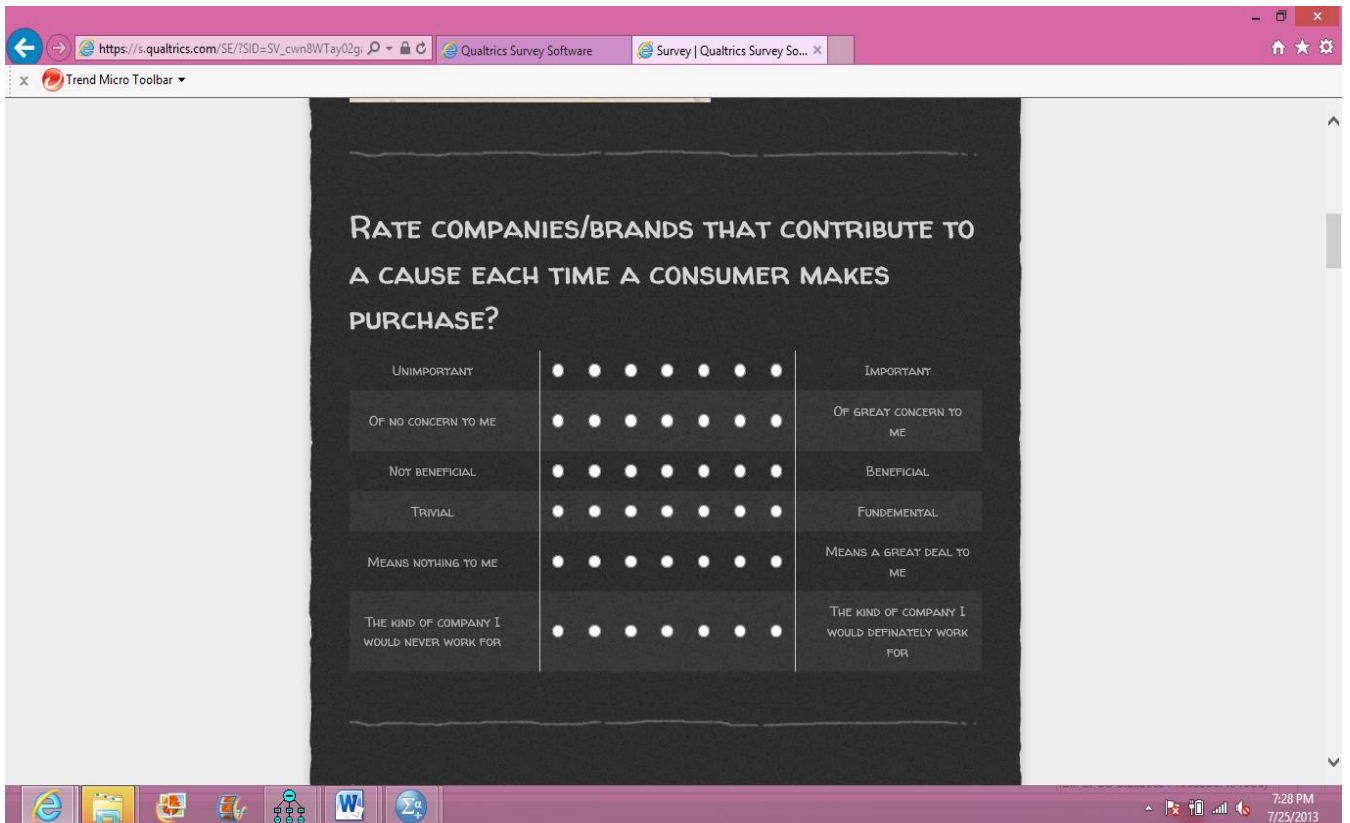 https://s.qualtrics.com/SE/?SID=SV_cwn8WTay02g
Qualtrics Survey Software
Survey | Qualtrics Survey So...
x Trend Micro Toolbar
RATE COMPANIES/BRANDS THAT CONTRIBUTE TO
A CAUSE EACH TIME A CONSUMER MAKES
PURCHASE?
UNIMPORTANT IMPORTANT
OF NO CONCERN TO ME OF GREAT CONCERN TO
ME
NOT BENEFICIAL BENEFICIAL
TRIVIAL FUNDEMENTAL
MEANS NOTHING TO ME MEANS A GREAT DEAL TO
ME
THE KIND OF COMPANY I
WOULD NEVER WORK FOR
THE KIND OF COMPANY I
WOULD DEFINATELY WORK
FOR
7:28 PM
7/25/2013